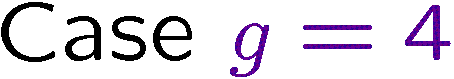 Case g = 4